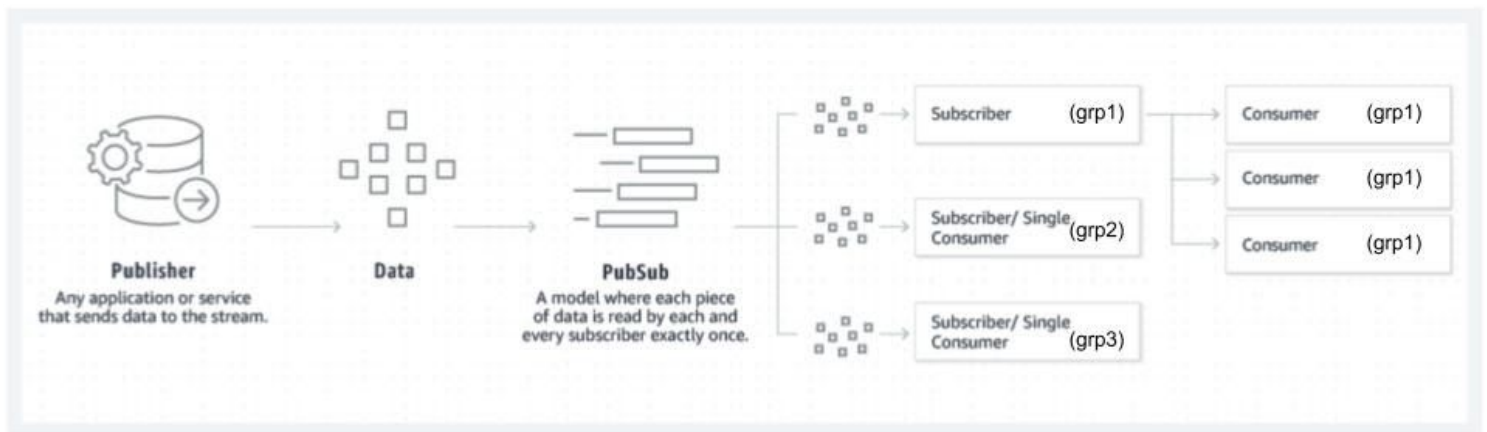 Publisher
Any application or service
that sends data to the stream.
Data
PubSub
A model where each piece
of data is read by each and
every subscriber exactly once.
Subscriber (grp1)
Subscriber/ Single
Consumer (grp2)
Subscriber/ Single
Consumer (grp3)
Consumer (grp1)
Consumer (grp1)
Consumer (grp1)